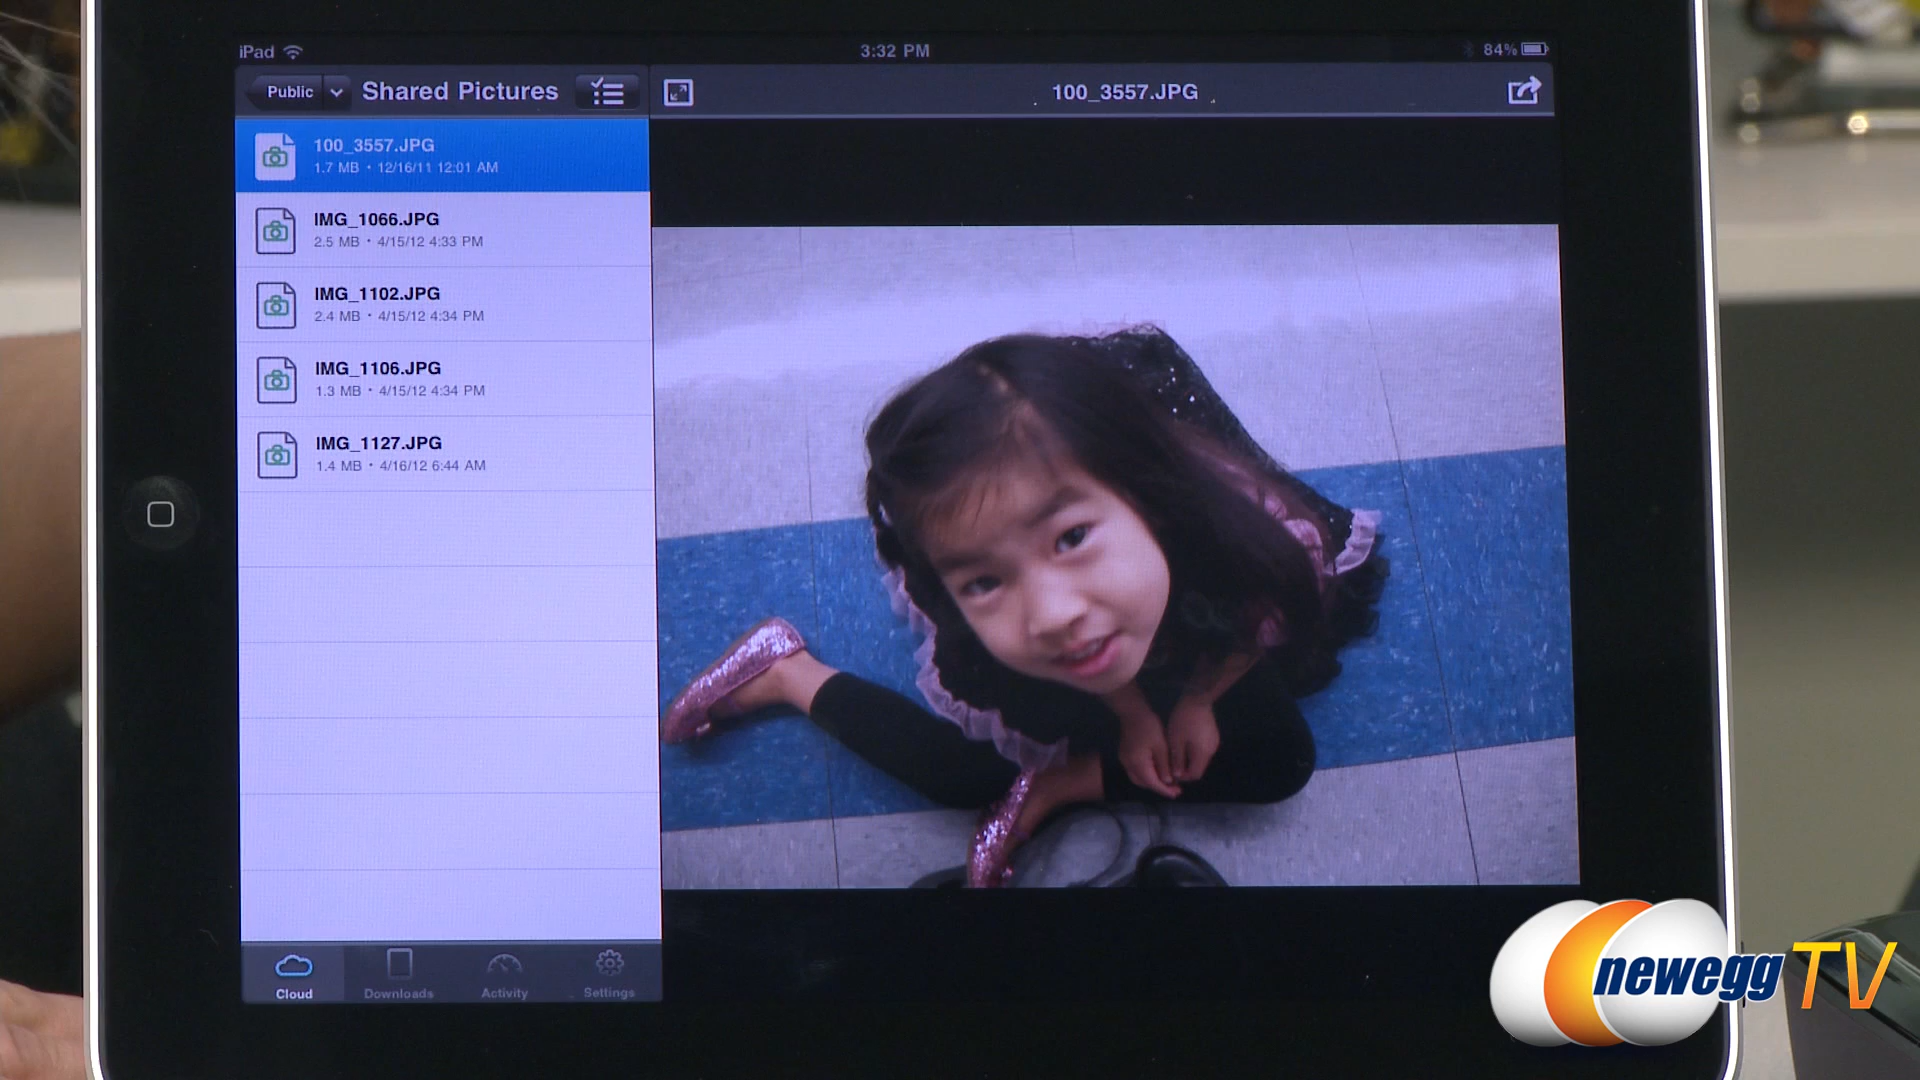 iPad
3:32 PM
84%
Public
Shared Pictures
100_3557.JPG
100_3557.JPG
1.7 MB • 12/16/11 12:01 AM
IMG_1066.JPG
2.5 MB • 4/15/12 4:33 PM
IMG_1102.JPG
2.4 MB • 4/15/12 4:34 PM
IMG_1106.JPG
1.3 MB • 4/15/12 4:34 PM
IMG_1127.JPG
1.4 MB • 4/16/12 6:44 AM
Cloud
Downloads
Activity
Settings
newegg TV